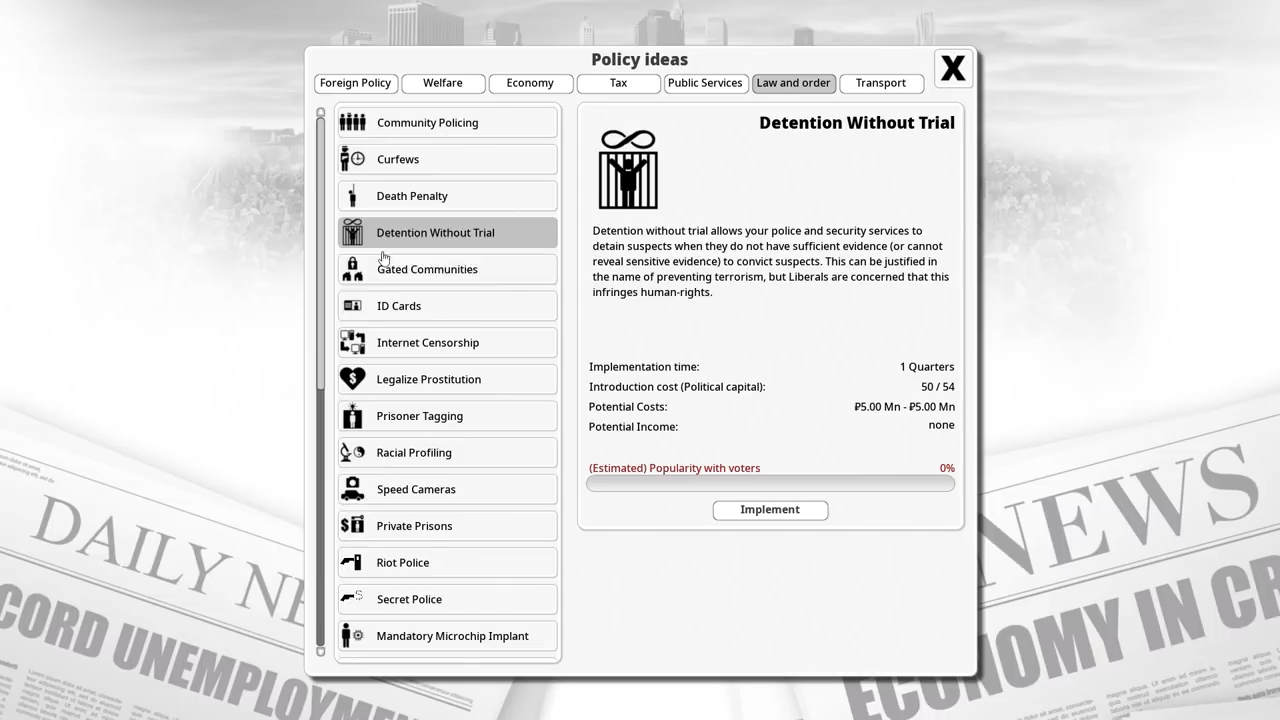 Policy ideas
X
Foreign Policy
Welfare
Economy
Tax
Public Services
Law and order
Transport
Community Policing
Curfews
Death Penalty
Detention Without Trial
Gated Communities
ID Cards
Internet Censorship
Legalize Prostitution
Prisoner Tagging
Racial Profiling
Speed Cameras
Private Prisons
Riot Police
Secret Police
Mandatory Microchip Implant
Detention Without Trial
Detention without trial allows your police and security services to
detain suspects when they do not have sufficient evidence (or cannot
reveal sensitive evidence) to convict suspects. This can be justified in
the name of preventing terrorism, but Liberals are concerned that this
infringes human-rights.
Implementation time: 1 Quarters
Introduction cost (Political capital): 50 / 54
Potential Costs: ₽5.00 Mn - ₽5.00 Mn
Potential Income: none
(Estimated) Popularity with voters 0%
Implement
DAILY NE
CORD UNEMPLOYM
NEWS
ECONOMY IN CR